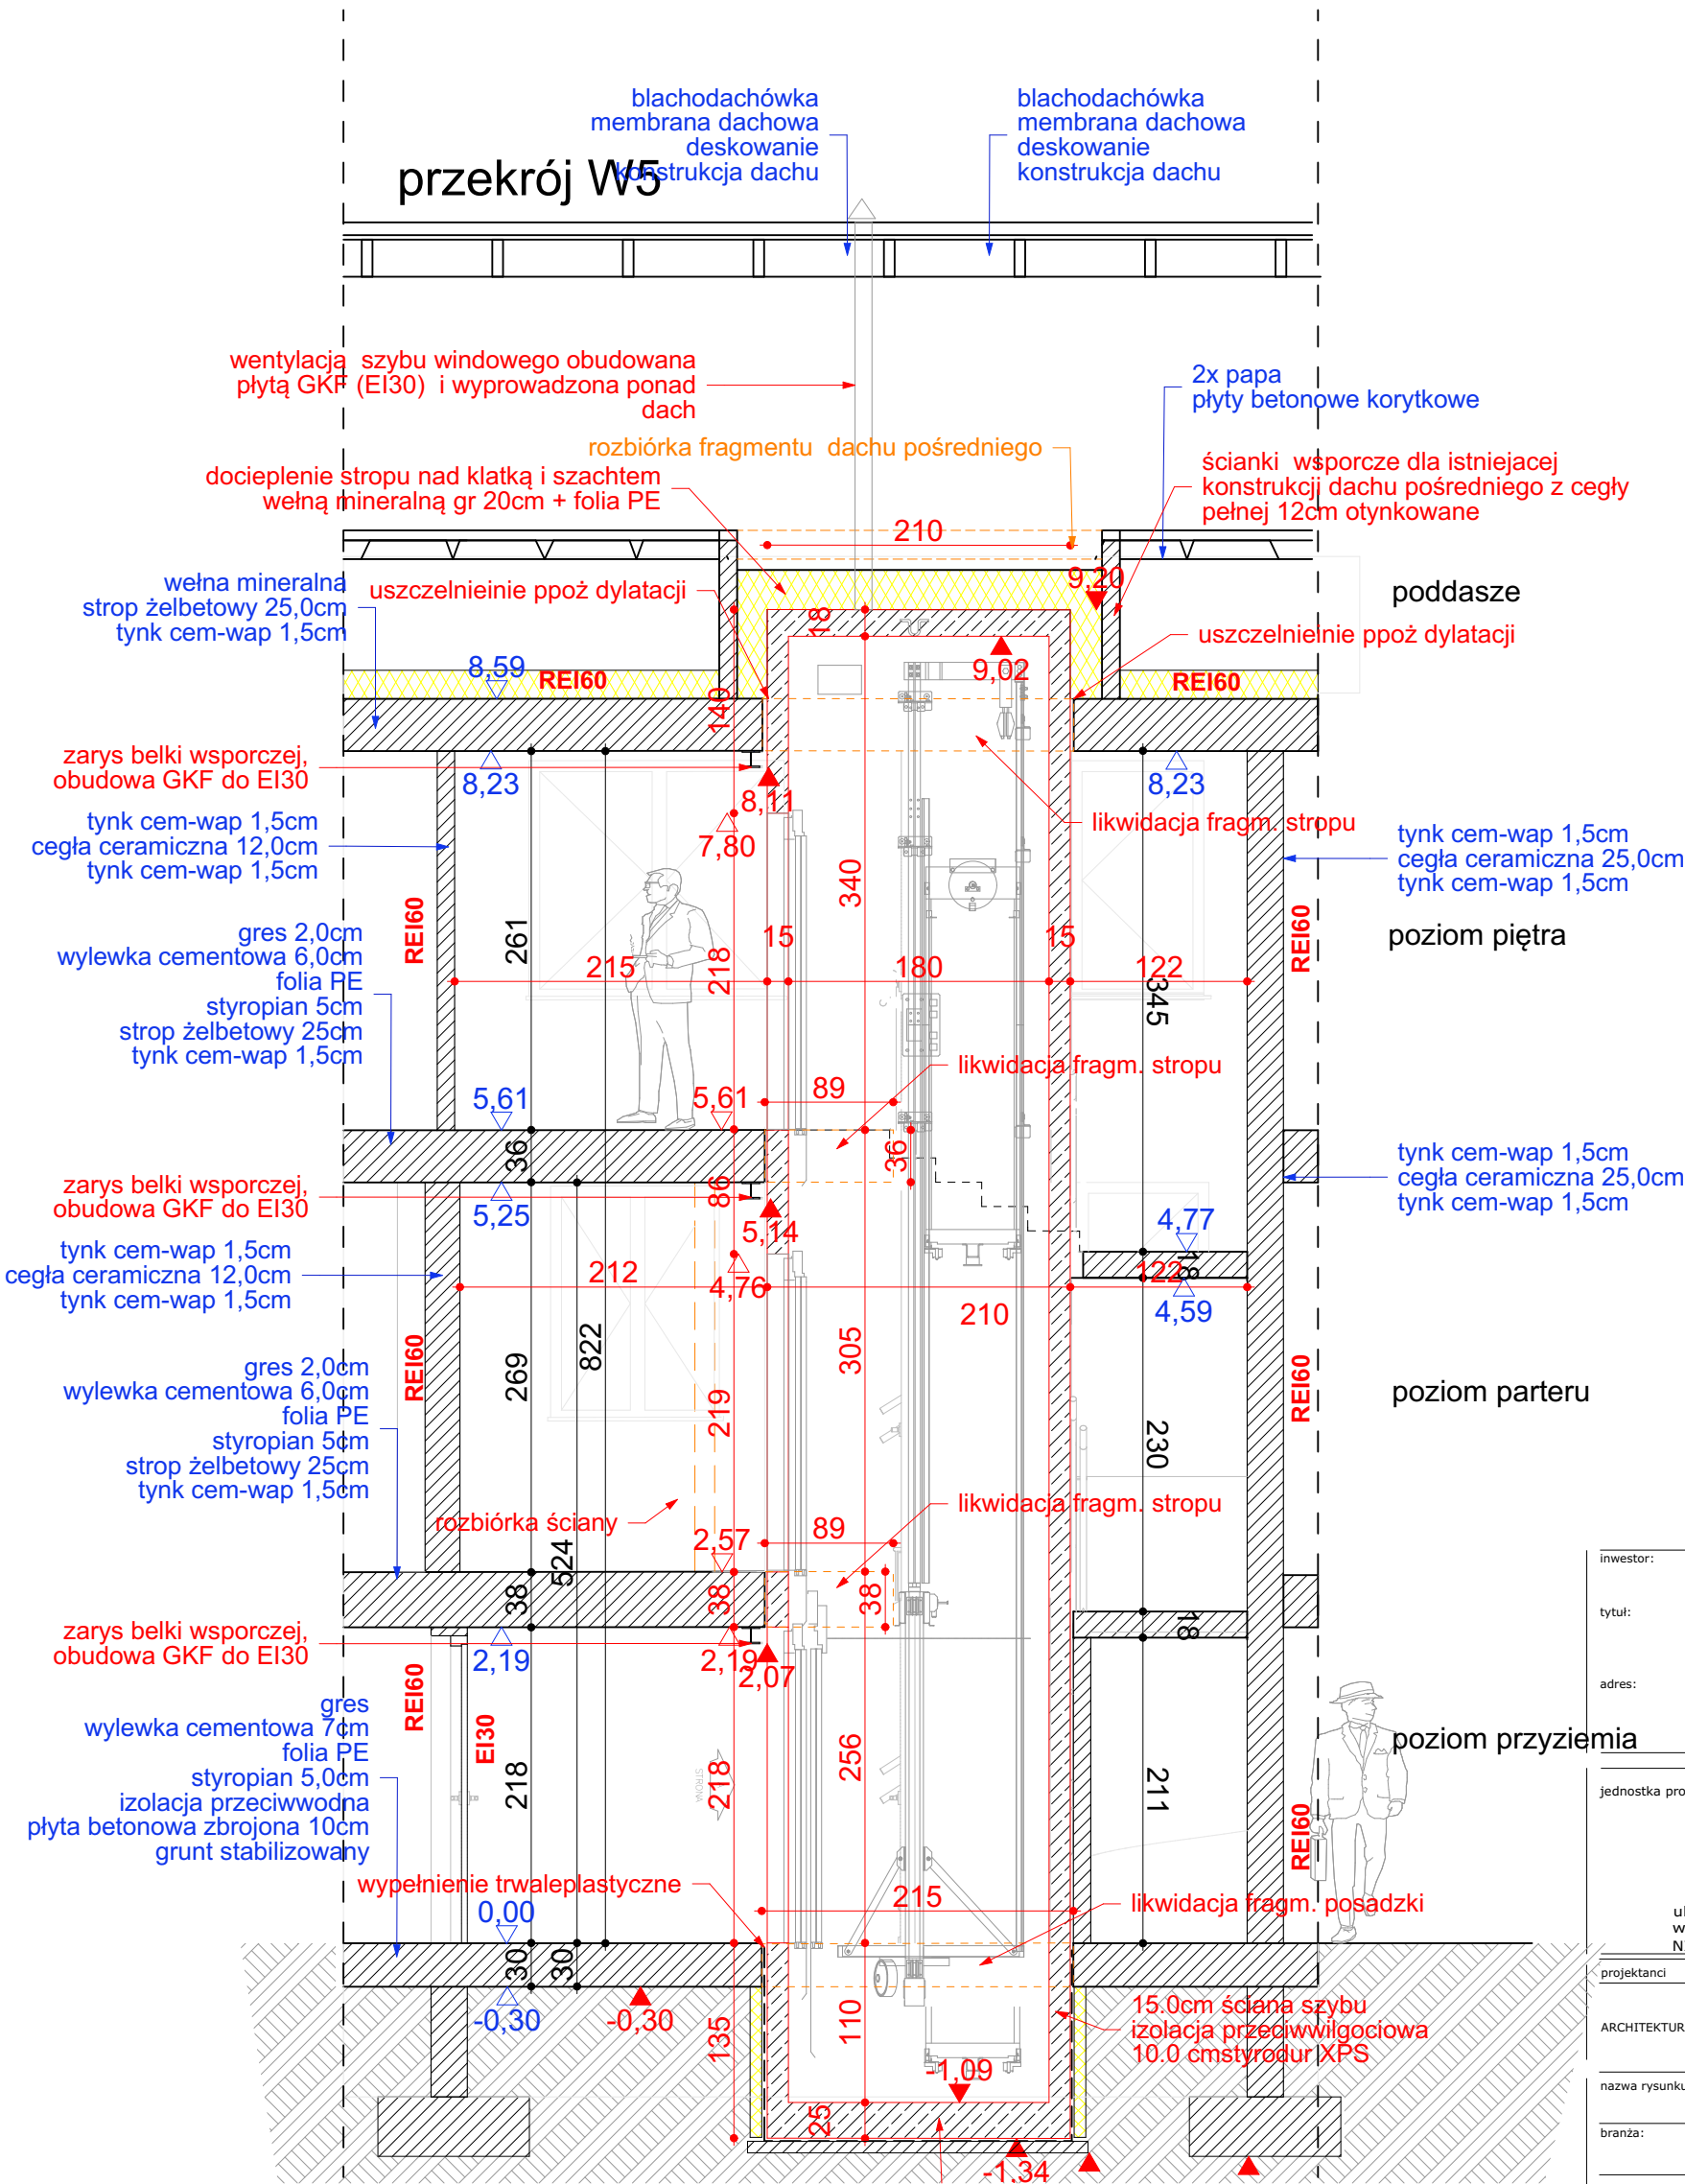 blachodachówka
membrana dachowa
deskowanie
konstrukcja dachu
blachodachówka
membrana dachowa
deskowanie
konstrukcja dachu
przekrój W5
wentylacja szybu windowego obudowana
płytą GKF (EI30) i wyprowadzona ponad
dach
2x papa
płyty betonowe korytkowe
rozbiórka fragmentu dachu pośredniego
docieplenie stropu nad klatką i szachtem
wełną mineralną gr 20cm + folia PE
ścianki wsporcze dla istniejacej
konstrukcji dachu pośredniego z cegły
pełnej 12cm otynkowane
210
wełna mineralna
strop żelbetowy 25,0cm
tynk cem-wap 1,5cm
uszczelnieinie ppoż dylatacji
9,20
poddasze
18
uszczelnieinie ppoż dylatacji
8,59
REI60
9,02
REI60
140
zarys belki wsporczej,
obudowa GKF do EI30
8,23
8,11
8,23
7,80
likwidacja fragm. stropu
tynk cem-wap 1,5cm
cegła ceramiczna 12,0cm
tynk cem-wap 1,5cm
tynk cem-wap 1,5cm
cegła ceramiczna 25,0cm
tynk cem-wap 1,5cm
340
REI60
261
218
15
15
REI60
poziom piętra
gres 2,0cm
wylewka cementowa 6,0cm
folia PE
styropian 5cm
strop żelbetowy 25cm
tynk cem-wap 1,5cm
215
180
122
345
likwidacja fragm. stropu
89
5,61
5,61
36
36
86
tynk cem-wap 1,5cm
cegła ceramiczna 25,0cm
tynk cem-wap 1,5cm
zarys belki wsporczej,
obudowa GKF do EI30
5,25
5,14
4,77
tynk cem-wap 1,5cm
cegła ceramiczna 12,0cm
tynk cem-wap 1,5cm
212
4,76
18
122
210
4,59
822
305
REI60
269
219
REI60
poziom parteru
gres 2,0cm
wylewka cementowa 6,0cm
folia PE
styropian 5cm
strop żelbetowy 25cm
tynk cem-wap 1,5cm
230
likwidacja fragm. stropu
rozbiórka ściany
2,57
89
524
inwestor:
38
38
38
tytuł:
18
zarys belki wsporczej,
obudowa GKF do EI30
2,19
2,19
2,07
adres:
REI60
EI30
gres
wylewka cementowa 7cm
folia PE
styropian 5,0cm
izolacja przeciwwodna
płyta betonowa zbrojona 10cm
grunt stabilizowany
poziom przyziemia
218
218
STRONA
256
211
jednostka pro
REI60
wypełnienie trwaleplastyczne
215
likwidacja fragm. posadzki
0,00
ul
w
N
30
30
projektanci
-0,30
-0,30
135
110
15.0cm ściana szybu
izolacja przeciwwilgociowa
10.0 cmstyrodur XPS
ARCHITEKTUR
-1,09
nazwa rysunku
25
branża:
-1,34